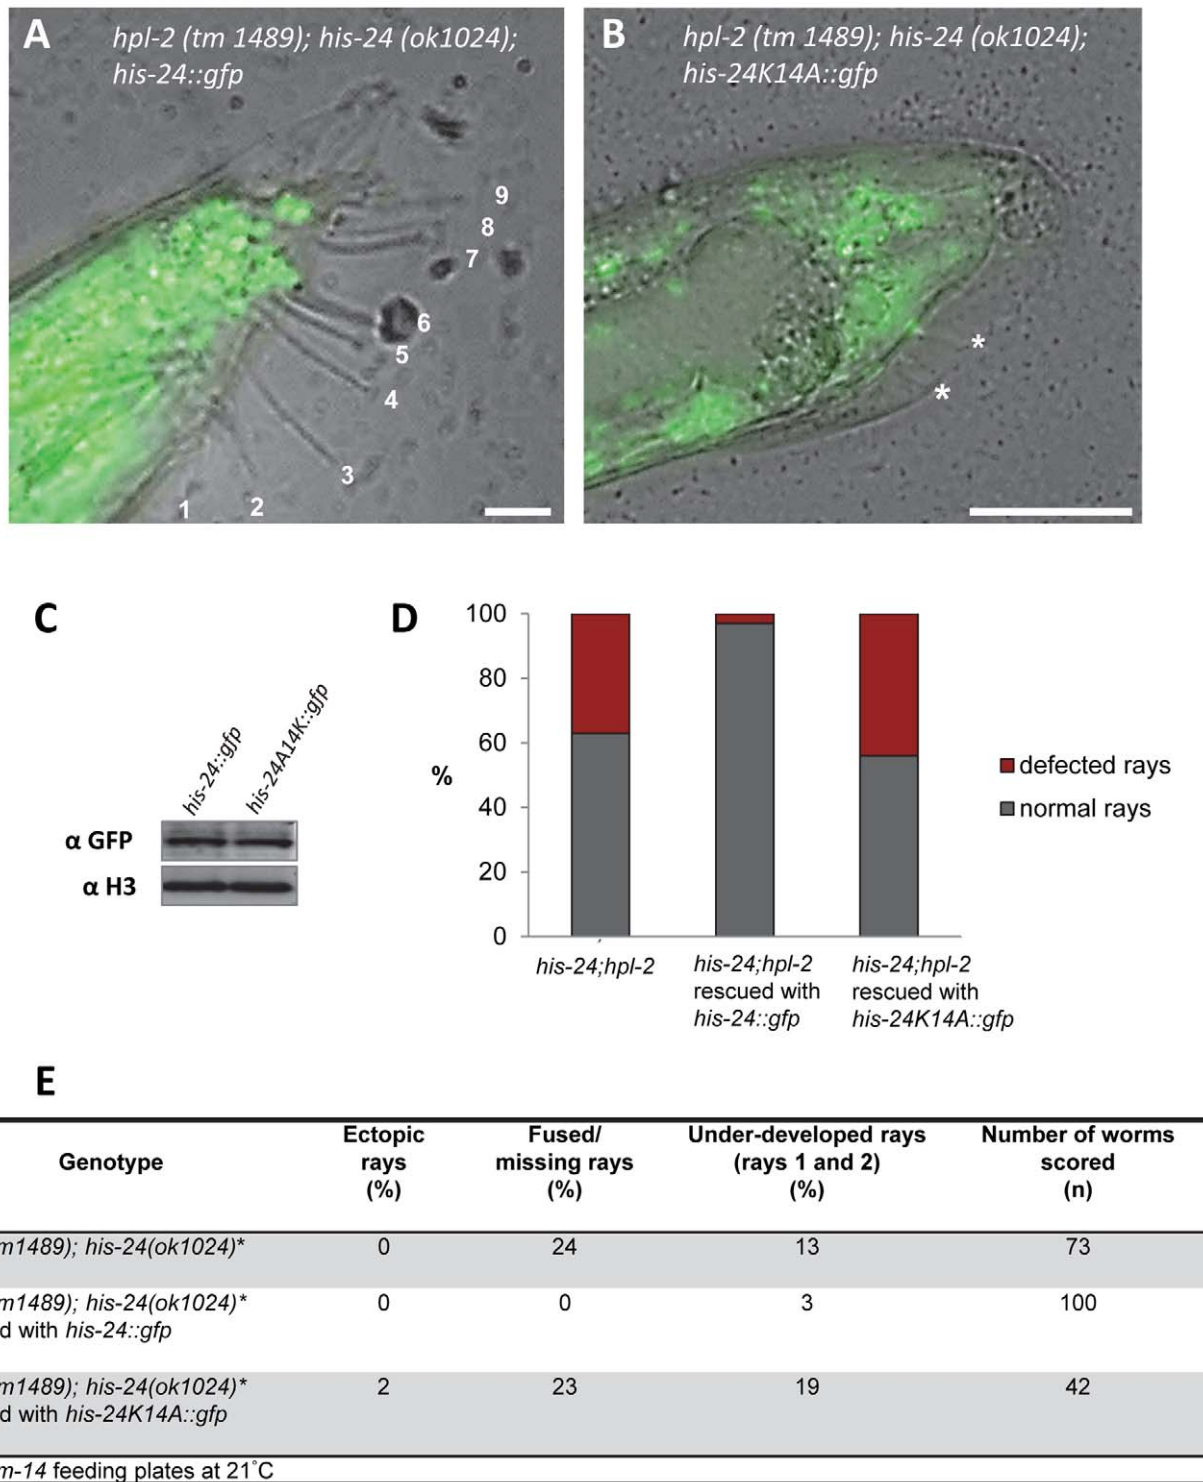 A
hpl-2 (tm 1489); his-24 (ok1024);
his-24::gfp
9
8
7
6
5
4
3
2
1
B
hpl-2 (tm 1489); his-24 (ok1024);
his-24K14A::gfp
*
*
C
his-24::gfp
his-24A14K::gfp
α GFP
α H3
D
100
80
60
40
20
0
%
defected rays
normal rays
his-24;hpl-2
his-24;hpl-2
rescued with
his-24::gfp
his-24;hpl-2
rescued with
his-24K14A::gfp
E
Genotype
Ectopic
rays
(%)
Fused/
missing rays
(%)
Under-developed rays
(rays 1 and 2)
(%)
Number of worms
scored
(n)
m1489); his-24(ok1024)* 0 24 13 73
m1489); his-24(ok1024)* 0 0 3 100
d with his-24::gfp
m1489); his-24(ok1024)* 2 23 19 42
d with his-24K14A::gfp
m-14 feeding plates at 21°C